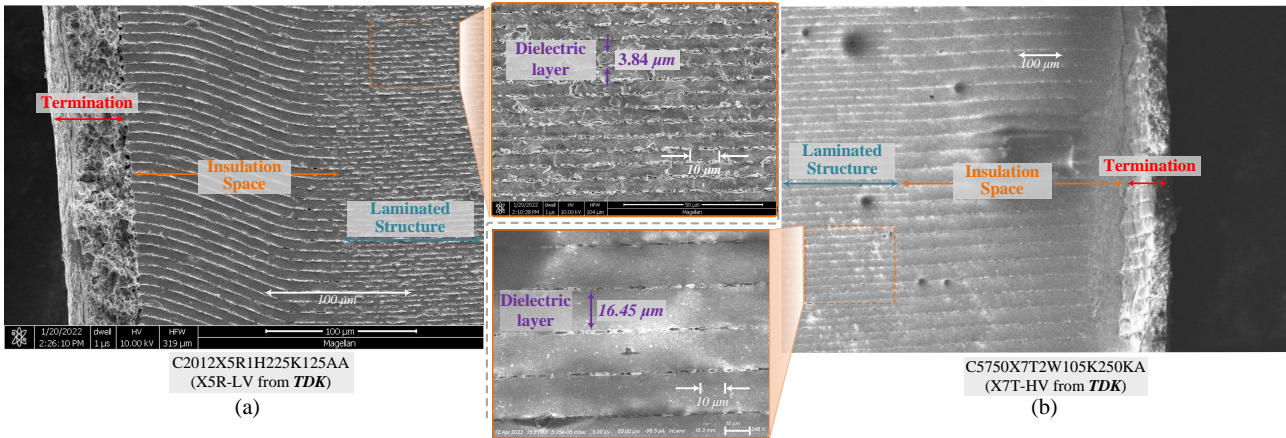 Termination
Insulation
Space
Laminated
Structure
100 μm
1/20/2022 dwell HV HFW
2:26:10 PM 1 μs 10.00 kV 319 μm
100 μm
Magellan
C2012X5R1H225K125AA
(X5R-LV from TDK)
(a)
Dielectric
layer
3.84 μm
10 μm
1/20/2022 dwell HV HFW
2:10:28 PM 1 μs 10.00 kV 104 μm
50 μm
Magellan
Dielectric
layer
16.45 μm
10 μm
10 μm
100 μm
Laminated
Structure
Insulation
Space
Termination
C5750X7T2W105K250KA
(X7T-HV from TDK)
(b)